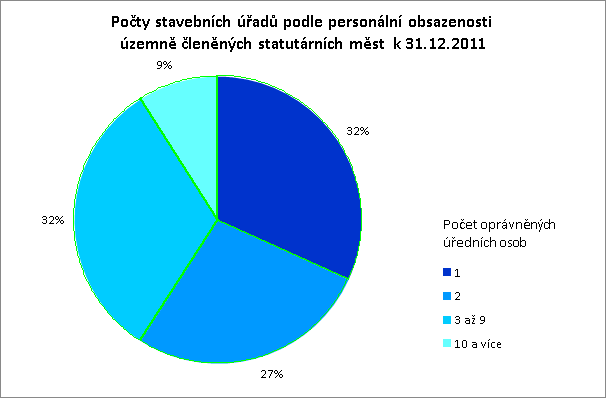 Počty stavebních úřadů podle personální obsazenosti
územně členěných statutárních měst k 31.12.2011
9%
32%
32%
27%
Počet oprávněných
úředních osob
1
2
3 až 9
10 a více